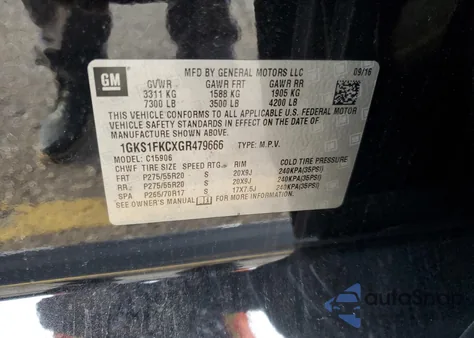 GM
MFD BY GENERAL MOTORS LLC
09/16
GVWR GAWR FRT GAWR RR
3311 KG 1588 KG 1905 KG
7300 LB 3500 LB 4200 LB
THIS VEHICLE CONFORMS TO ALL APPLICABLE U.S. FEDERAL MOTOR
VEHICLE SAFETY STANDARDS IN EFFECT ON THE DATE OF
MANUFACTURE SHOWN ABOVE.
1GKS1FKCXGR479666 TYPE: M.P.V.
MODEL: C15906
CHWF TIRE SIZE SPEED RTG RIM COLD TIRE PRESSURE
FRT P275/55R20 S 20X9J 240KPA(35PSI)
RR P275/55R20 S 20X9J 240KPA(35PSI)
SPA P265/70R17 S 17X7.5J 240KPA(35PSI)
SEE OWNER'S MANUAL FOR MORE INFORMATION.
AutoSnap